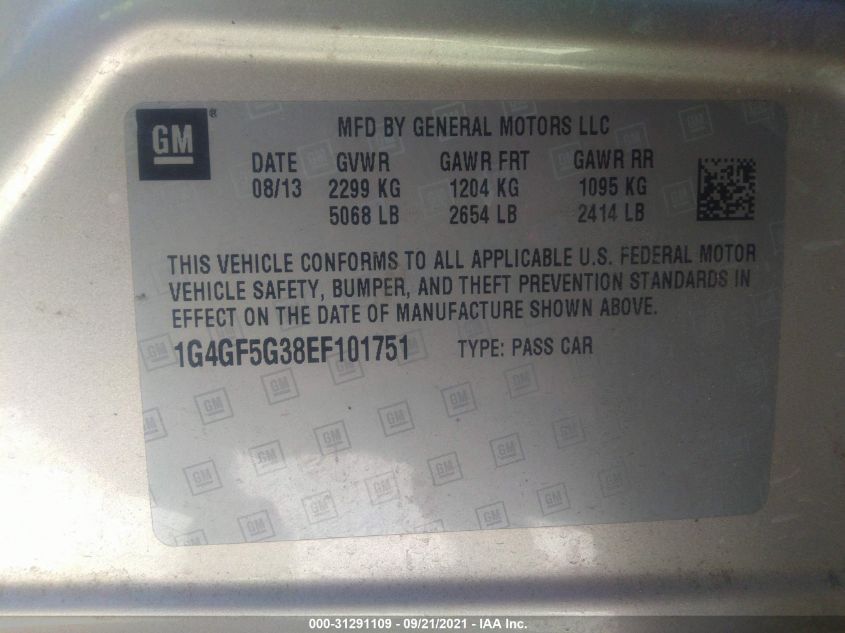 GM ®
MFD BY GENERAL MOTORS LLC
DATE GVWR GAWR FRT GAWR RR
08/13 2299 KG 1204 KG 1095 KG
5068 LB 2654 LB 2414 LB
THIS VEHICLE CONFORMS TO ALL APPLICABLE U.S. FEDERAL MOTOR
VEHICLE SAFETY, BUMPER, AND THEFT PREVENTION STANDARDS IN
EFFECT ON THE DATE OF MANUFACTURE SHOWN ABOVE.
1G4GF5G38EF101751 TYPE: PASS CAR
000-31291109 - 09/21/2021 - IAA Inc.